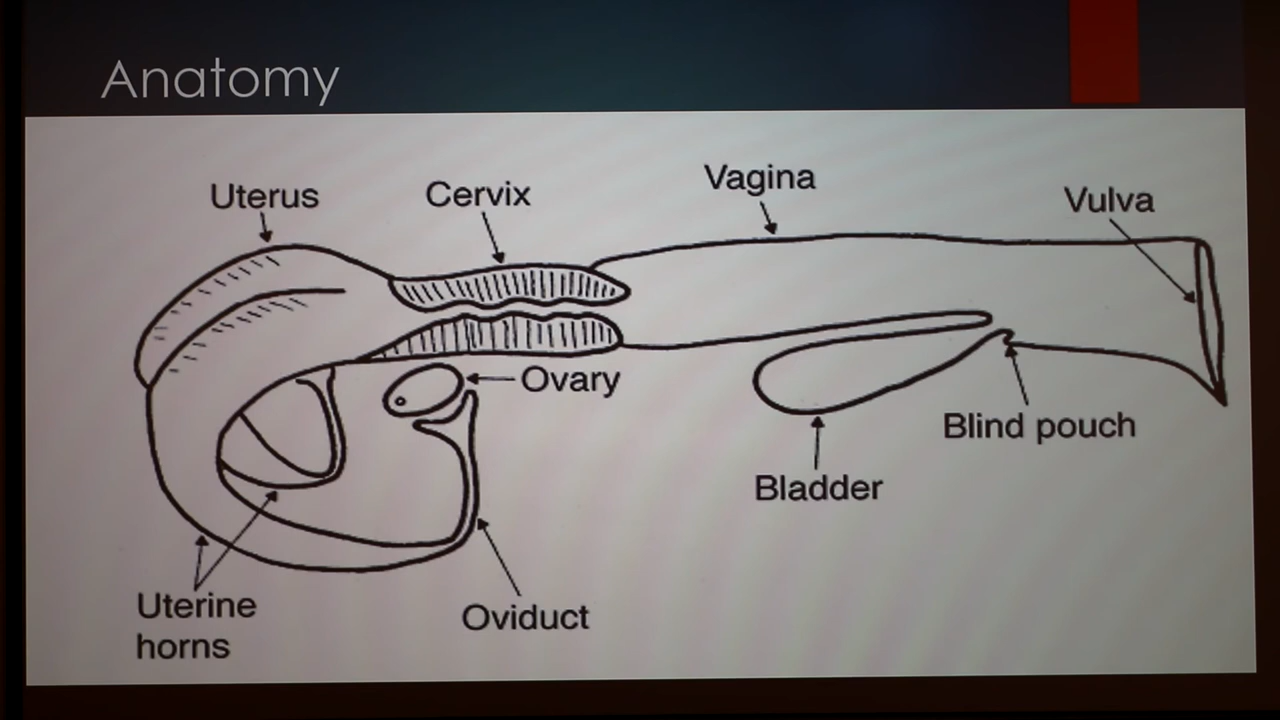 Anatomy
Uterus
Cervix
Vagina
Vulva
Ovary
Blind pouch
Bladder
Uterine
horns
Oviduct